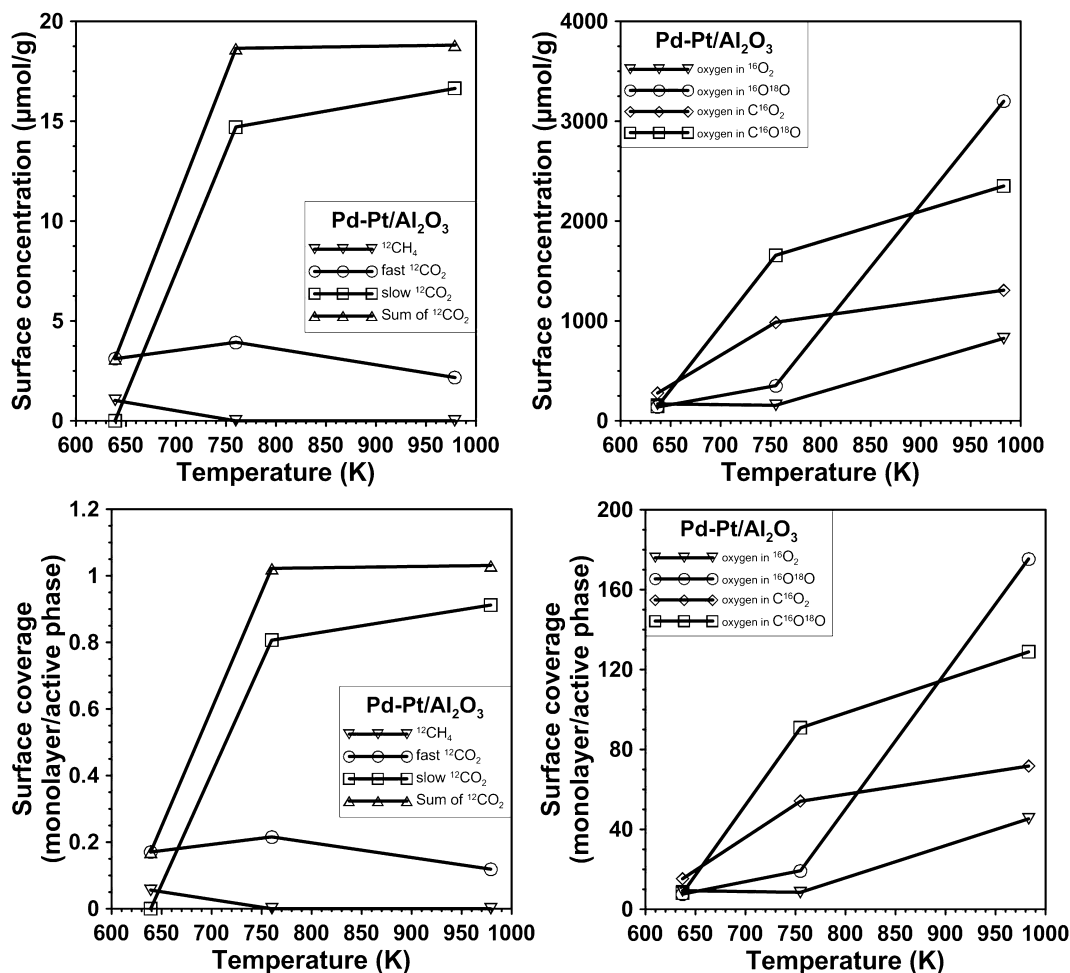 Surface concentration (μmol/g)
20
15
10
5
0
Pd-Pt/Al₂O₃
¹²CH₄
fast ¹²CO₂
slow ¹²CO₂
Sum of ¹²CO₂
600 650 700 750 800 850 900 950 1000
Temperature (K)
Surface concentration (μmol/g)
4000
3000
2000
1000
0
Pd-Pt/Al₂O₃
oxygen in ¹⁶O₂
oxygen in ¹⁶O¹⁸O
oxygen in C¹⁶O₂
oxygen in C¹⁶O¹⁸O
600 650 700 750 800 850 900 950 1000
Temperature (K)
Surface coverage
(monolayer/active phase)
1.2
1
0.8
0.6
0.4
0.2
0
Pd-Pt/Al₂O₃
¹²CH₄
fast ¹²CO₂
slow ¹²CO₂
Sum of ¹²CO₂
600 650 700 750 800 850 900 950 1000
Temperature (K)
Surface coverage
(monolayer/active phase)
200
160
120
80
40
0
Pd-Pt/Al₂O₃
oxygen in ¹⁶O₂
oxygen in ¹⁶O¹⁸O
oxygen in C¹⁶O₂
oxygen in C¹⁶O¹⁸O
600 650 700 750 800 850 900 950 1000
Temperature (K)